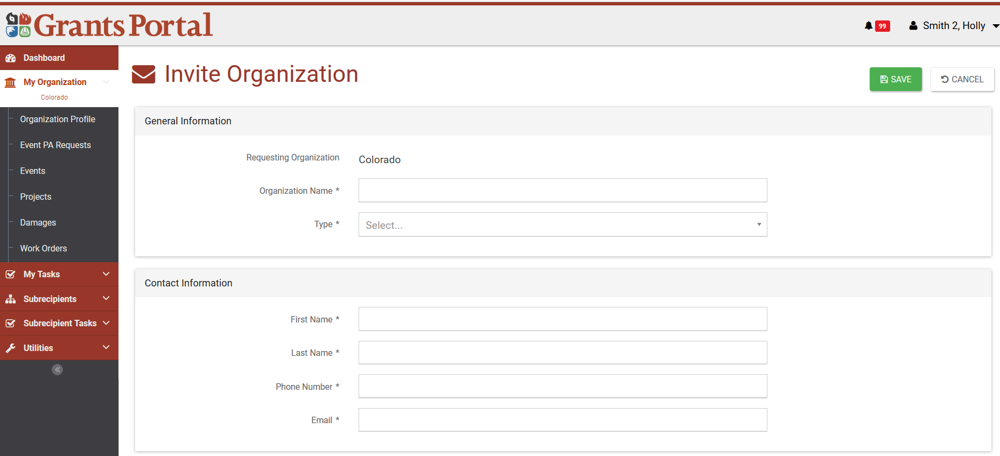 Grants Portal
99
Smith 2, Holly
Dashboard
My Organization
Colorado
Organization Profile
Event PA Requests
Events
Projects
Damages
Work Orders
My Tasks
Subrecipients
Subrecipient Tasks
Utilities
Invite Organization
SAVE
CANCEL
General Information
Requesting Organization Colorado
Organization Name *
Type * Select...
Contact Information
First Name *
Last Name *
Phone Number *
Email *